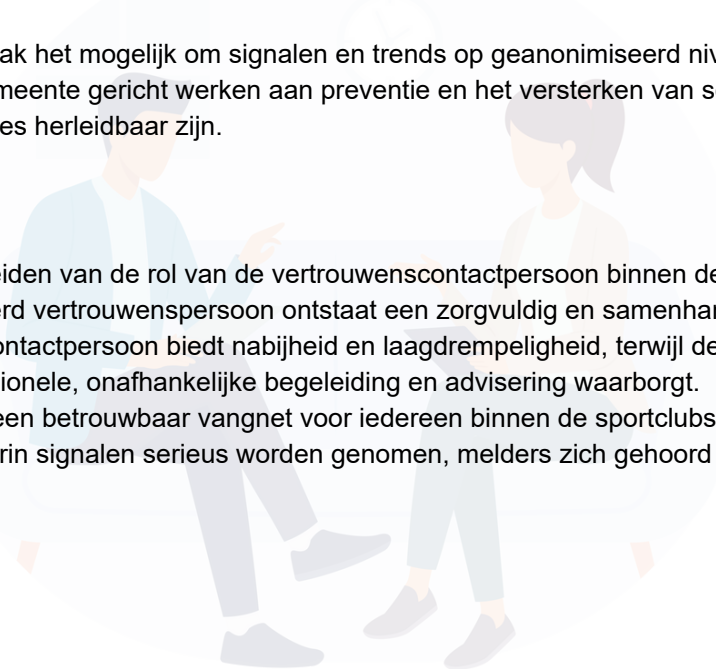 ak het mogelijk om signalen en trends op geanonimiseerd niv
meente gericht werken aan preventie en het versterken van s
es herleidbaar zijn.
eiden van de rol van de vertrouwenscontactpersoon binnen de
erd vertrouwenspersoon ontstaat een zorgvuldig en samenhar
ontactpersoon biedt nabijheid en laagdrempeligheid, terwijl de
ionele, onafhankelijke begeleiding en advisering waarborgt.
een betrouwbaar vangnet voor iedereen binnen de sportclubs
rin signalen serieus worden genomen, melders zich gehoord